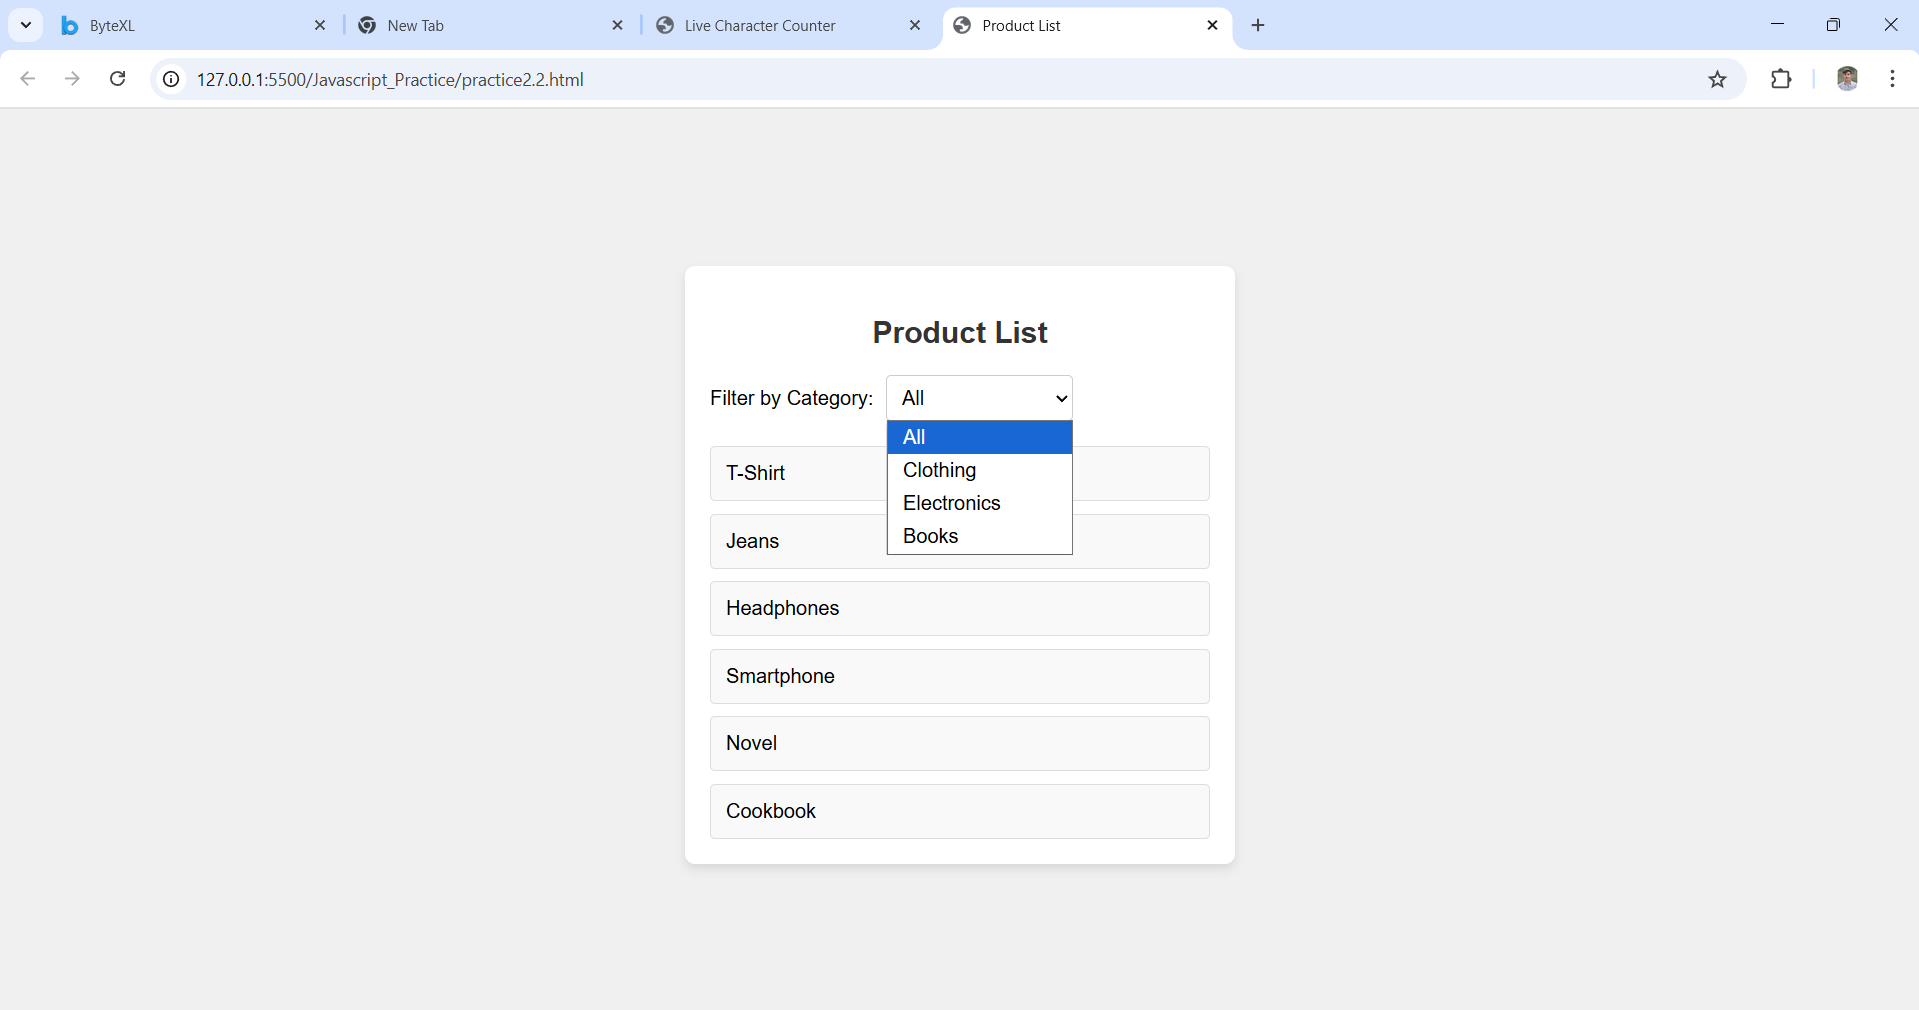 ByteXL
New Tab
Live Character Counter
Product List
127.0.0.1:5500/Javascript_Practice/practice2.2.html
Product List
Filter by Category:
All
All
Clothing
Electronics
Books
T-Shirt
Jeans
Headphones
Smartphone
Novel
Cookbook